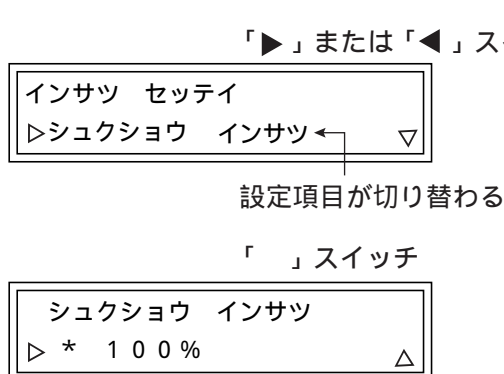 「▶」または「◀」ス
インサツ セッテイ
▷シュクショウ インサツ ▽
設定項目が切り替わる
「 」スイッチ
シュクショウ インサツ
▷ * 100% △